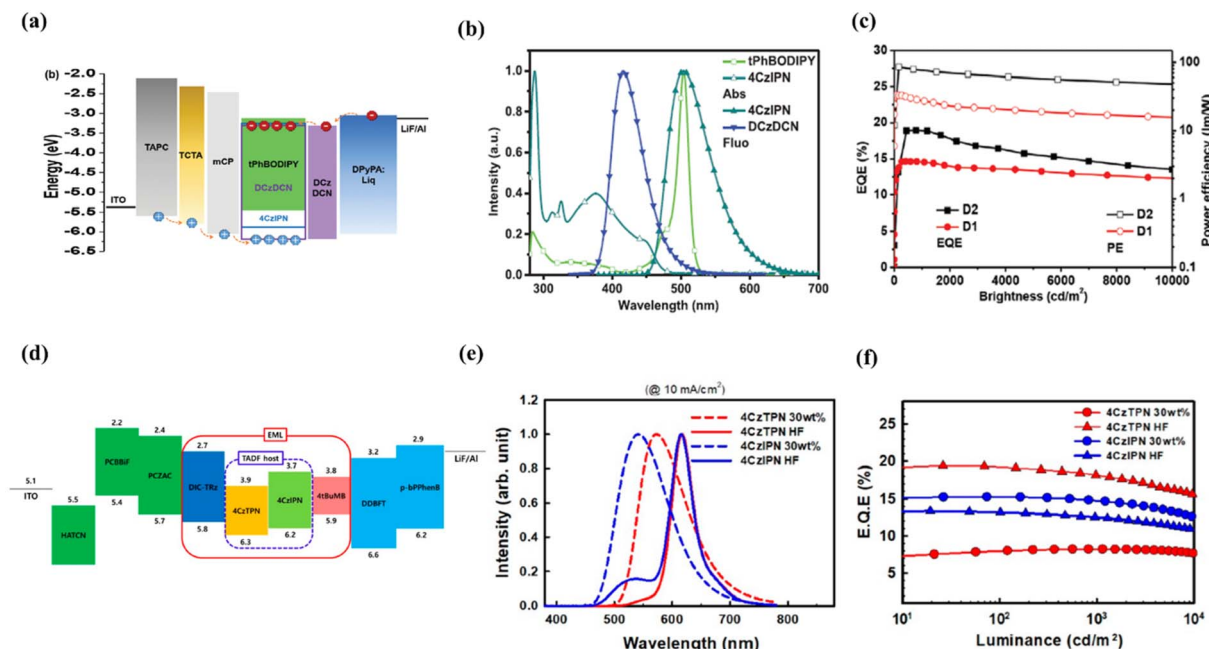 (a)
(b)
Energy (eV)
-2.0
-2.5
-3.0
-3.5
-4.0
-4.5
-5.0
-5.5
-6.0
-6.5
ITO
TAPC
TCTA
mCP
tPhBODIPY
DCzDCN
4CzIPN
DCz
DCN
DPyPA:
Liq
LiF/Al
(b)
Intensity (a.u.)
1.0
0.8
0.6
0.4
0.2
0.0
tPhBODIPY
4CzIPN
Abs
4CzIPN
DCzDCN
Fluo
300 400 500 600 700
Wavelength (nm)
(c)
EQE (%)
30
25
20
15
10
5
0
D2
D1
EQE
D2
D1
PE
100
10
1
0.1
Power efficiency (lm/W)
0 2000 4000 6000 8000 10000
Brightness (cd/m²)
(d)
5.1
ITO
5.5
HATCN
2.2
PCBBiF
5.4
2.4
PCZAC
5.7
EML
2.7
DIC-TRz
5.8
TADF host
3.9
4CzTPN
6.3
3.7
4CzIPN
6.2
3.8
4tBuMB
5.9
3.2
DDBFT
6.6
2.9
p-bPPhenB
6.2
LiF/Al
(e)
(@ 10 mA/cm²)
Intensity (arb. unit)
1.2
1.0
0.8
0.6
0.4
0.2
0.0
4CzTPN 30wt%
4CzTPN HF
4CzIPN 30wt%
4CzIPN HF
400 500 600 700 800
Wavelength (nm)
(f)
E.Q.E (%)
25
20
15
10
5
4CzTPN 30wt%
4CzTPN HF
4CzIPN 30wt%
4CzIPN HF
10¹ 10² 10³ 10⁴
Luminance (cd/m²)